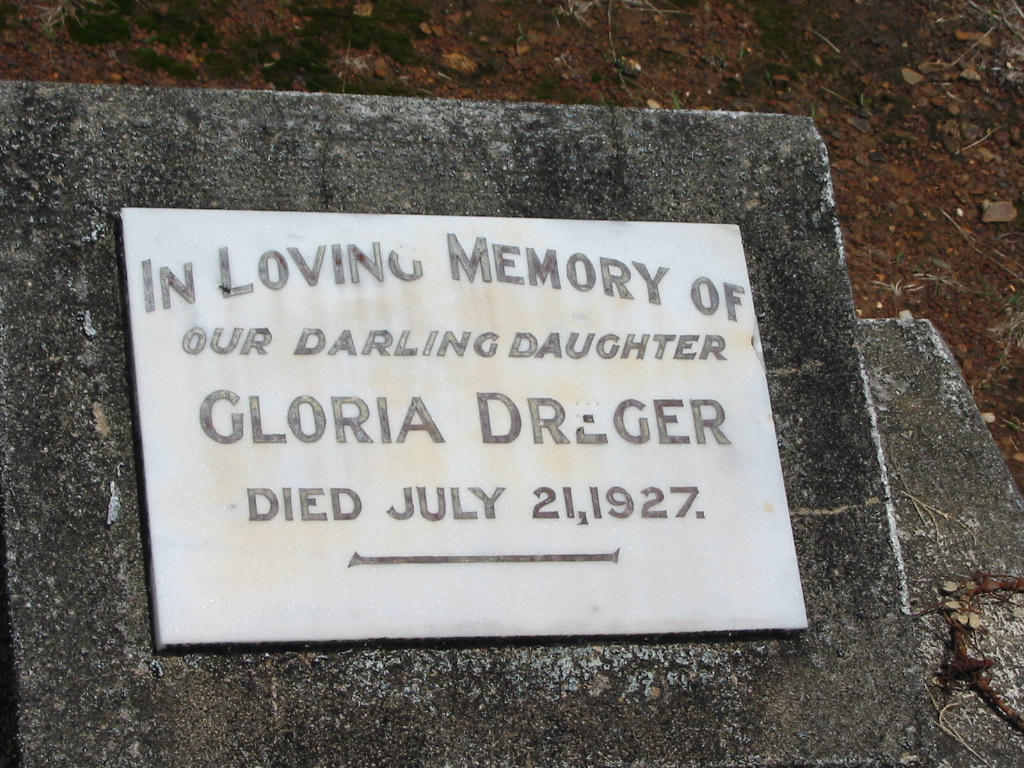 IN LOVING MEMORY OF
OUR DARLING DAUGHTER
GLORIA DREGER
DIED JULY 21, 1927.